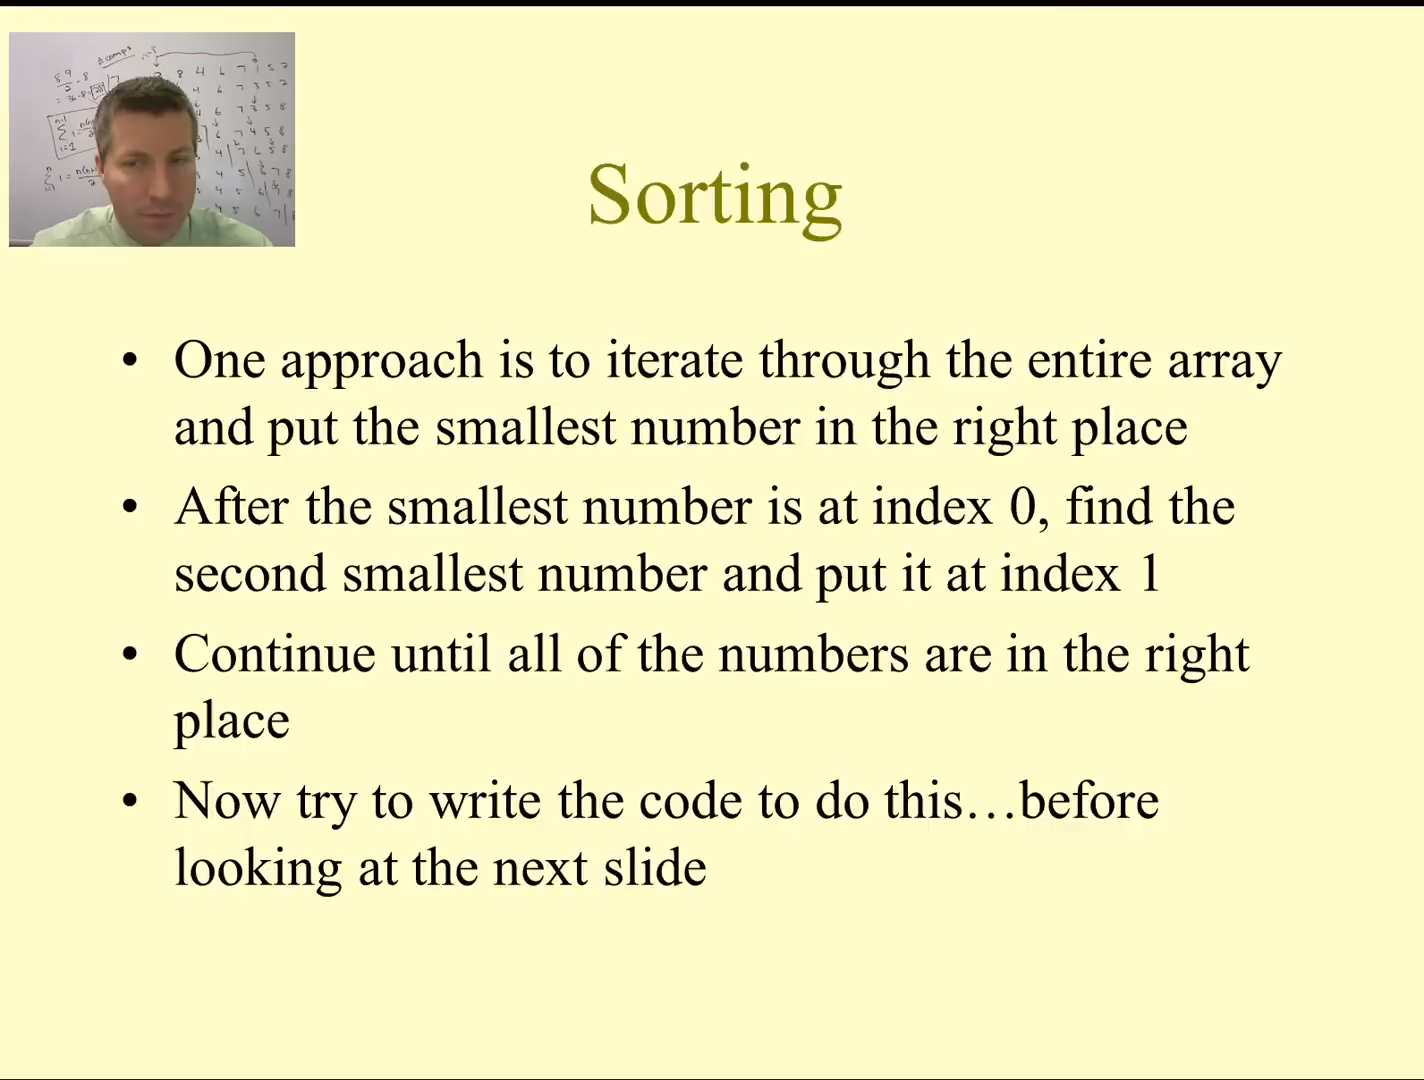 # comps
Sorting
• One approach is to iterate through the entire array
and put the smallest number in the right place
• After the smallest number is at index 0, find the
second smallest number and put it at index 1
• Continue until all of the numbers are in the right
place
• Now try to write the code to do this…before
looking at the next slide